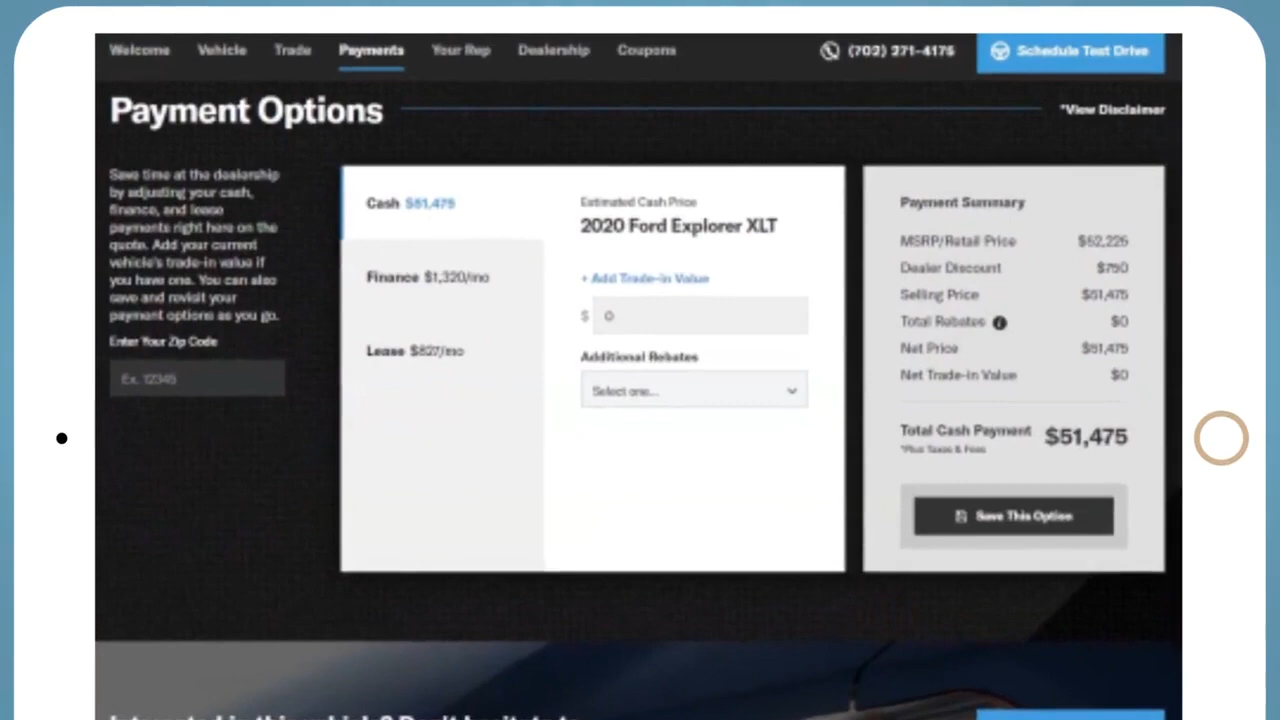 Welcome Vehicle Trade Payments Your Rep Dealership Coupons (702) 271-4175 Schedule Test Drive
Payment Options
*View Disclaimer
Save time at the dealership
by adjusting your cash,
finance, and lease
payments right here on the
quote. Add your current
vehicle's trade-in value if
you have one. You can also
save and revisit your
payment options as you go.
Enter Your Zip Code
Ex. 12345
Cash $51,475
Finance $1,320/mo
Lease $827/mo
Estimated Cash Price
2020 Ford Explorer XLT
+ Add Trade-in Value
$ 0
Additional Rebates
Select one...
Payment Summary
MSRP/Retail Price $52,225
Dealer Discount $750
Selling Price $51,475
Total Rebates $0
Net Price $51,475
Net Trade-in Value $0
Total Cash Payment $51,475
*Plus Taxes & Fees
Save This Option